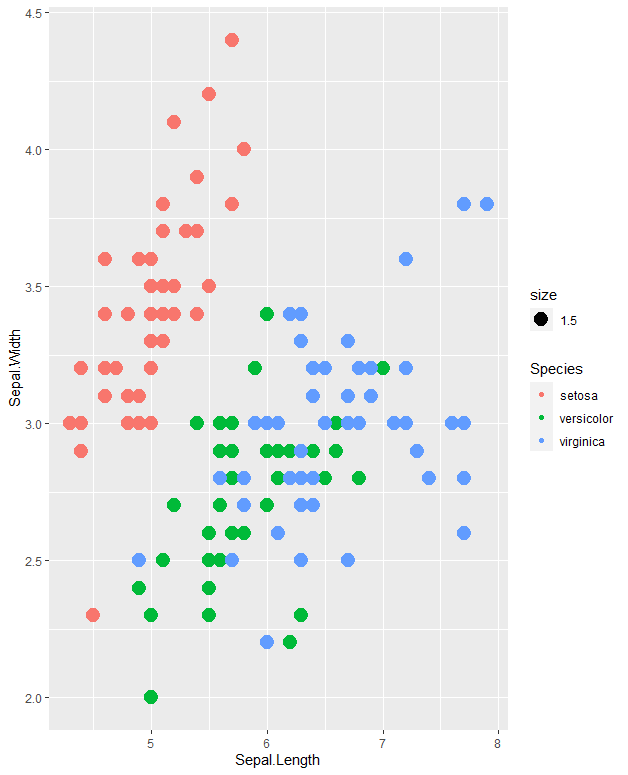 4.5
4.0
3.5
3.0
2.5
2.0
Sepal.Width
5 6 7 8
Sepal.Length
size
1.5
Species
setosa
versicolor
virginica